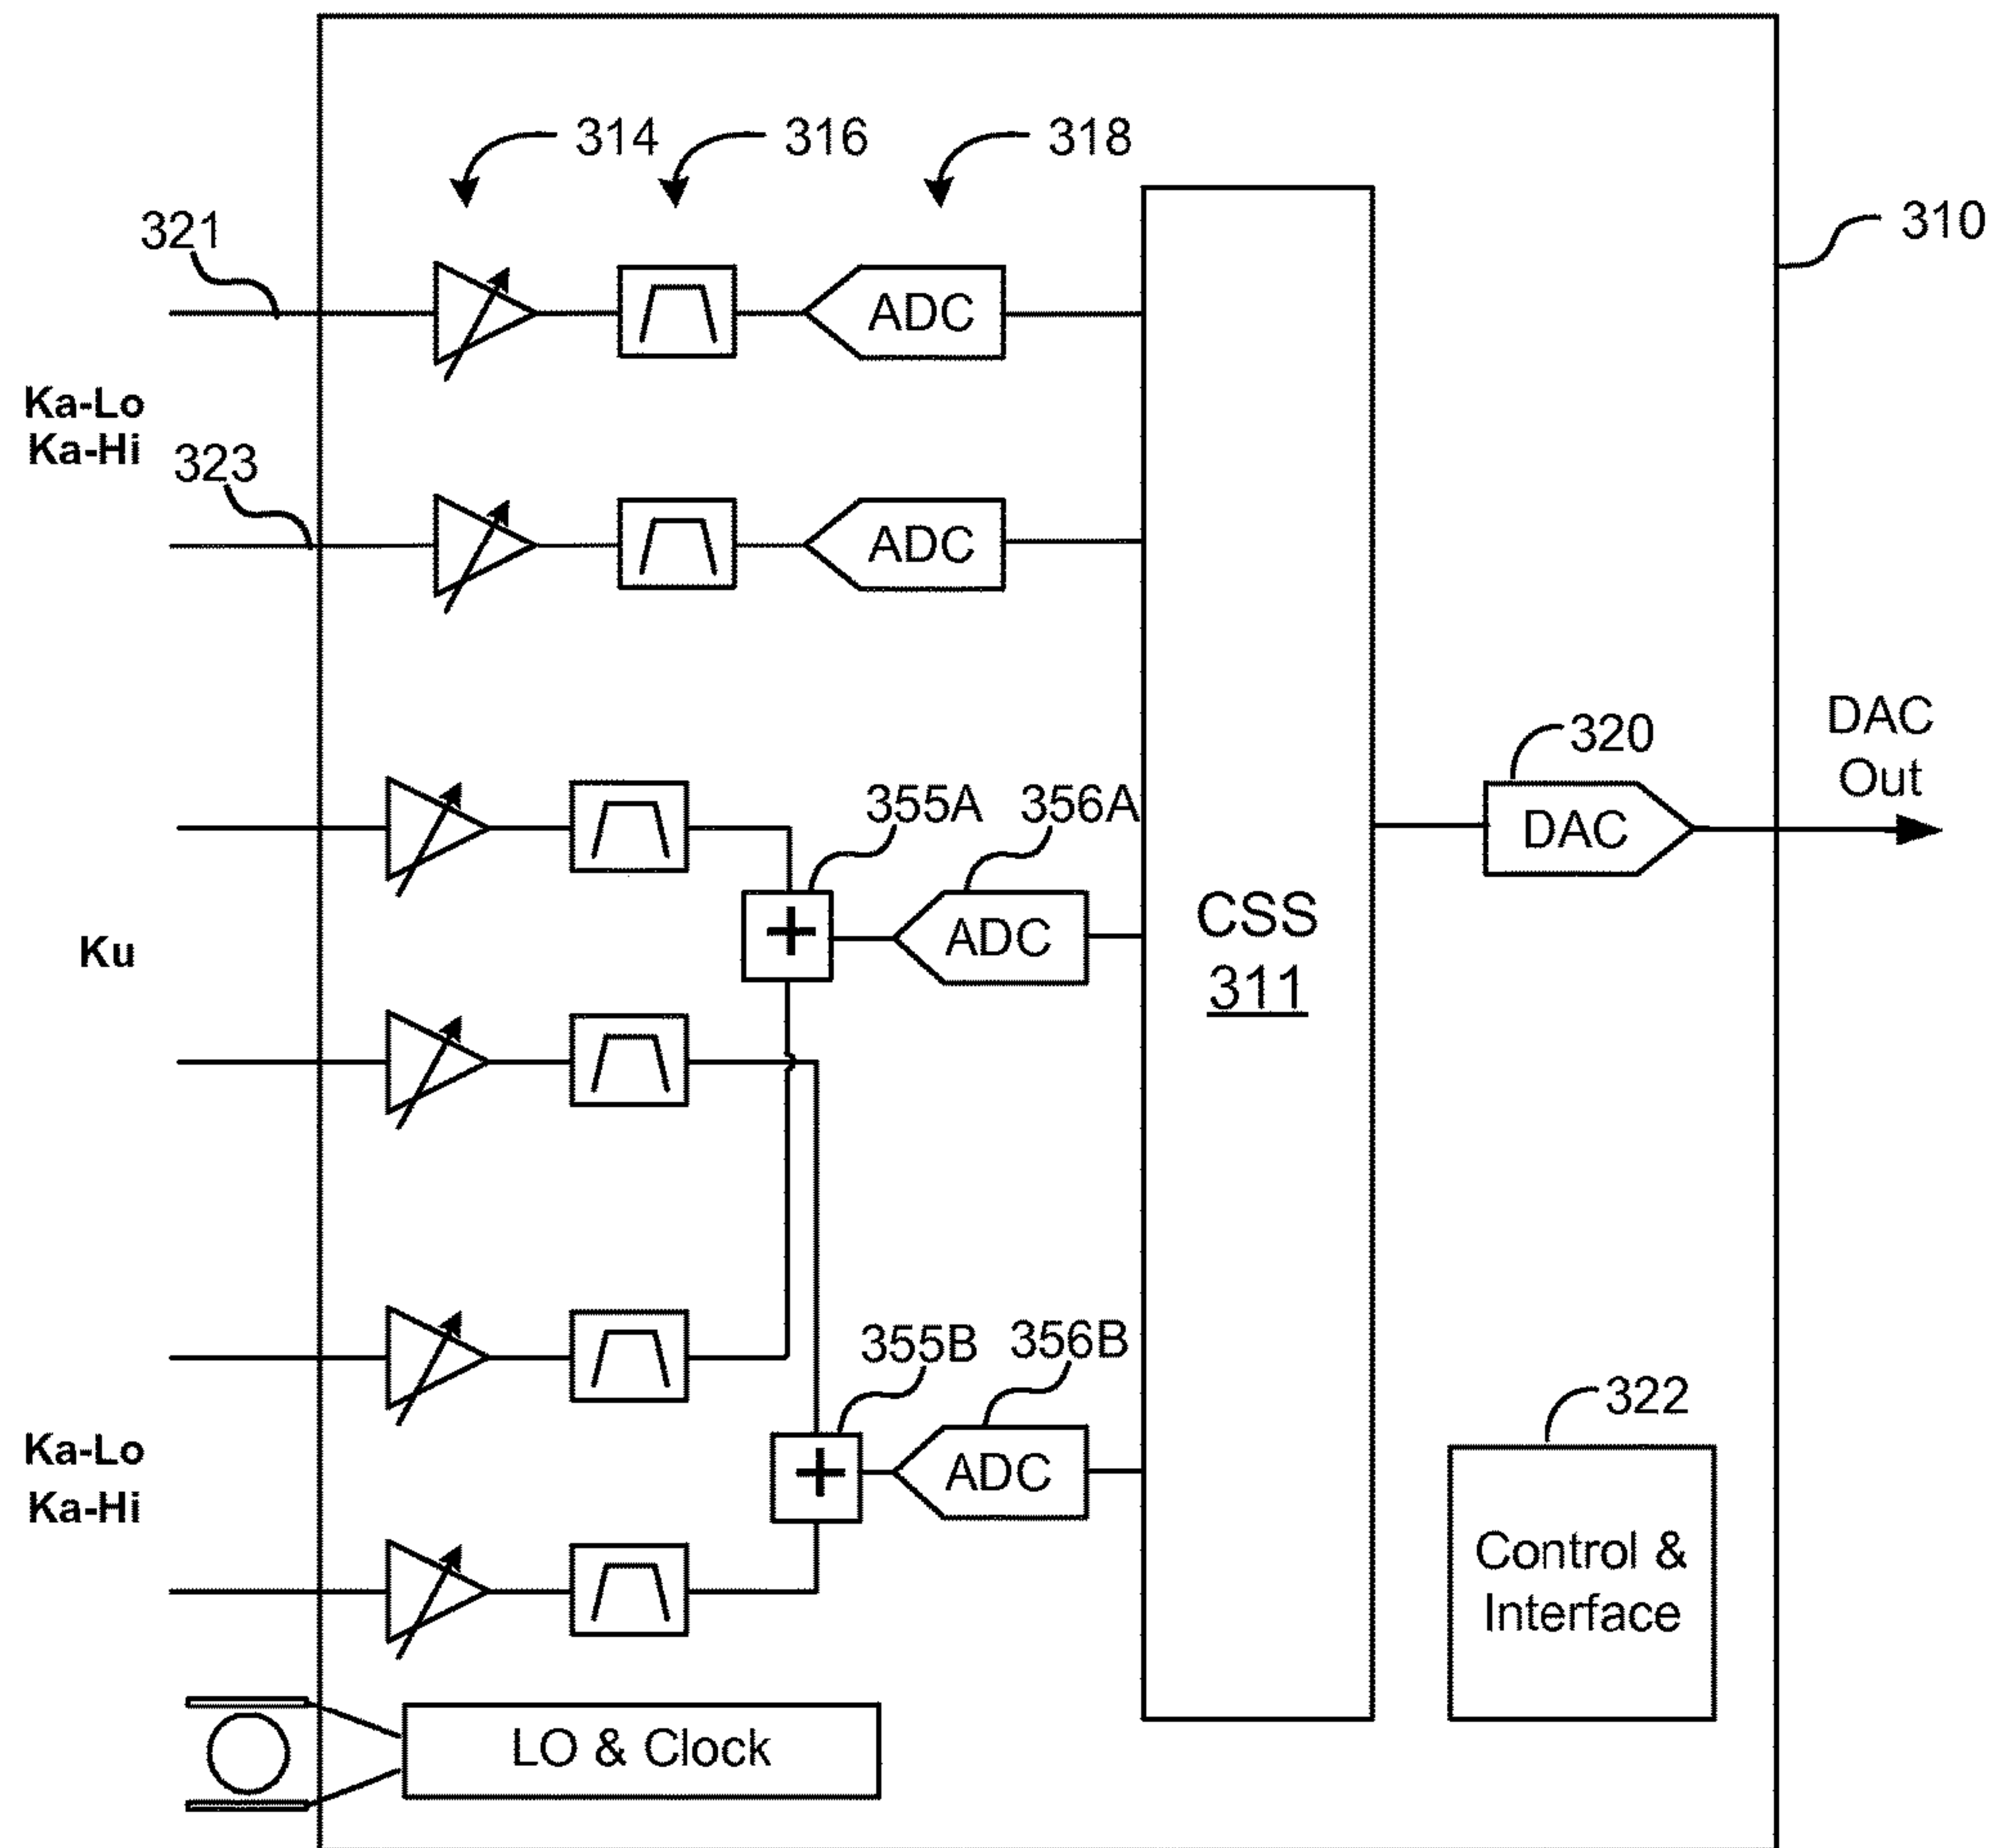 314
316
318
310
321
ADC
Ka-Lo
Ka-Hi
323
ADC
DAC
Out
320
DAC
355A
356A
ADC
CSS
311
Ku
355B
356B
ADC
322
Ka-Lo
Ka-Hi
Control &
Interface
LO & Clock